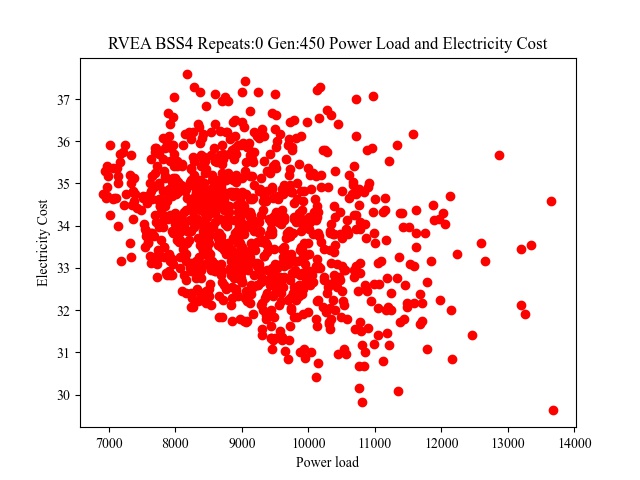 RVEA BSS4 Repeats:0 Gen:450 Power Load and Electricity Cost
37
36
35
34
33
32
31
30
Electricity Cost
7000 8000 9000 10000 11000 12000 13000 14000
Power load